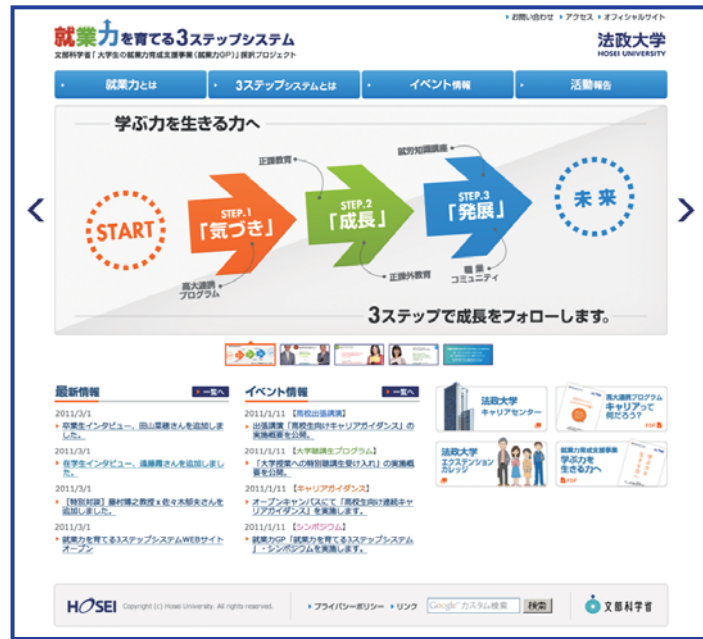 お問い合わせ アクセス オフィシャルサイト
就業力を育てる3ステップシステム
文部科学省「大学生の就業力育成支援事業(就業力GP)」採択プロジェクト
法政大学
HOSEI UNIVERSITY
就業力とは
3ステップシステムとは
イベント情報
活動報告
学ぶ力を生きる力へ
START
STEP.1
「気づき」
高大連携
プログラム
正課教育
STEP.2
「成長」
正課外教育
就労知識講座
STEP.3
「発展」
職業
コミュニティ
未来
3ステップで成長をフォローします。
最新情報
一覧へ
2011/3/1
卒業生インタビュー、田山菜穂さんを追加しま
した。
2011/3/1
在学生インタビュー、遠藤さんを追加しまし
た。
2011/3/1
[特別対談] 藤村博之教授x佐々木郁夫さんを
追加しました。
2011/3/1
就業力を育てる3ステップシステムWEBサイト
オープン
イベント情報
一覧へ
2011/1/11 【高校出張講演】
出張講演「高校生向けキャリアガイダンス」の
実施概要を公開。
2011/1/11 【大学聴講生プログラム】
「大学授業への特別聴講生受け入れ」の実施概
要を公開。
2011/1/11 【キャリアガイダンス】
オープンキャンパスにて「高校生向け連続キャ
リアガイダンス」を実施します。
2011/1/11 【シンポジウム】
就業力GP「就業力を育てる3ステップシステム
」・シンポジウムを実施します。
法政大学
キャリアセンター
高大連携プログラム
キャリアって
何だろう?
PDF
法政大学
エクステンション
カレッジ
就業力育成支援事業
学ぶ力を
生きる力へ
PDF
HOSEI
Copyright (c) Hosei University. All rights reserved.
プライバシーポリシー リンク
Google カスタム検索
検索
文部科学省